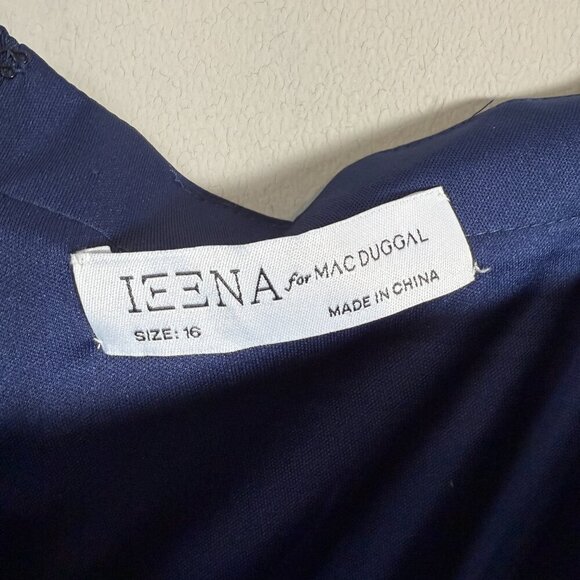 IEENA for MAC DUGGAL
SIZE: 16
MADE IN CHINA